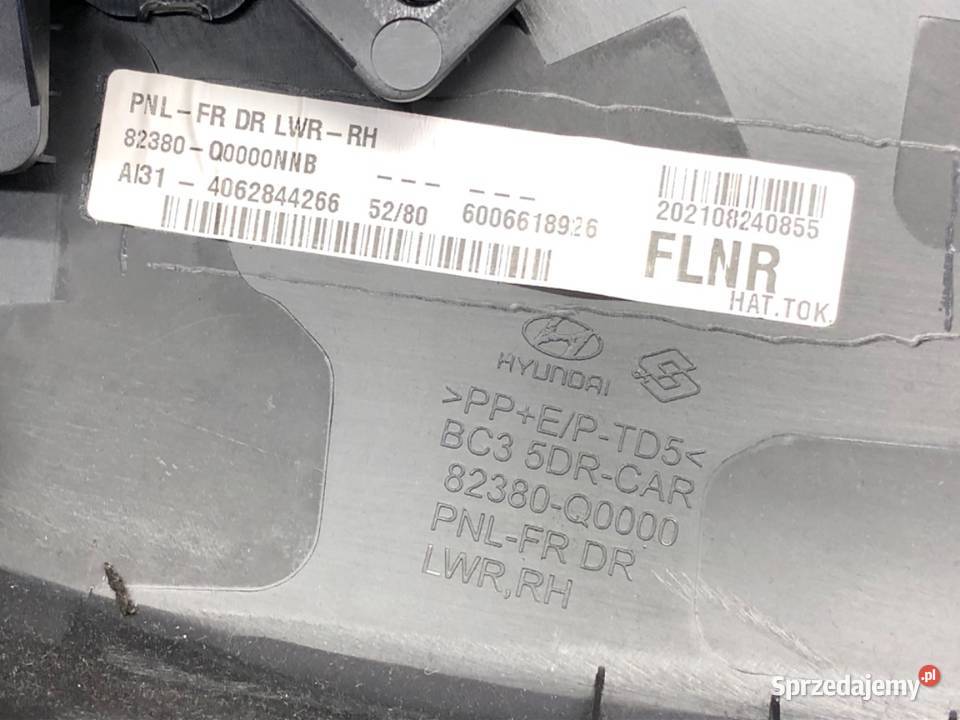 PNL-FR DR LWR-RH
82380-Q0000NNB --- ---
AI31 - 4062844266 52/80 6006618926
202108240855
FLNR
HAT.TOK.
HYUNDAI
>PP+E/P-TD5<
BC3 5DR-CAR
82380-Q0000
PNL-FR DR
LWR,RH
Sprzedajemy.pl